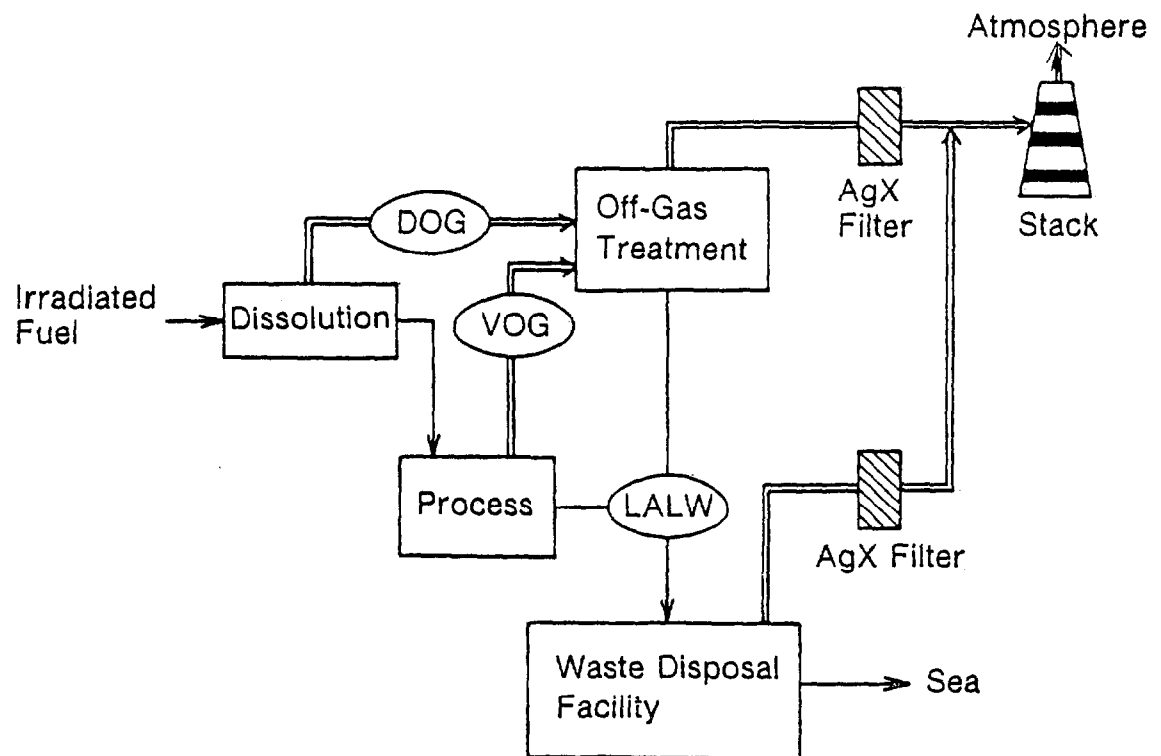 Atmosphere
AgX
Filter
Stack
DOG
Off-Gas
Treatment
Irradiated
Fuel
Dissolution
VOG
Process
LALW
AgX Filter
Waste Disposal
Facility
Sea